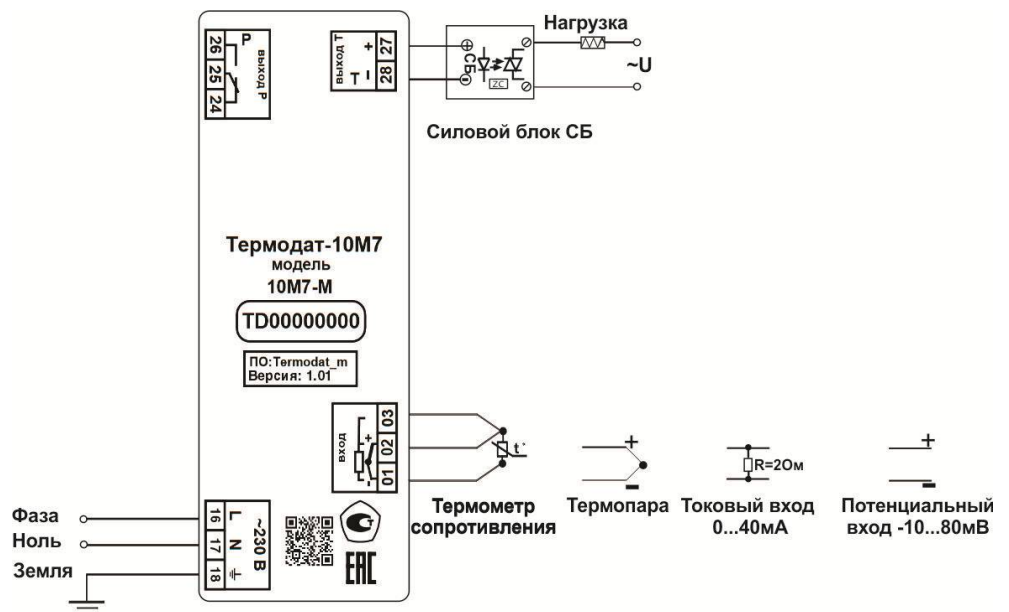 Нагрузка
26
25
24
P
выход P
выход T
T
+
–
27
28
+
СБ
–
ZC
~U
Силовой блок СБ
Термодат-10М7
модель
10М7-М
TD00000000
ПО:Termodat_m
Версия: 1.01
вход
+
-
03
02
01
t°
+
–
R=2Ом
+
–
Термометр
сопротивления
Термопара
Токовый вход
0...40мА
Потенциальный
вход -10...80мВ
Фаза
Ноль
Земля
16
17
18
L
N
~230 В
СТ
EAC